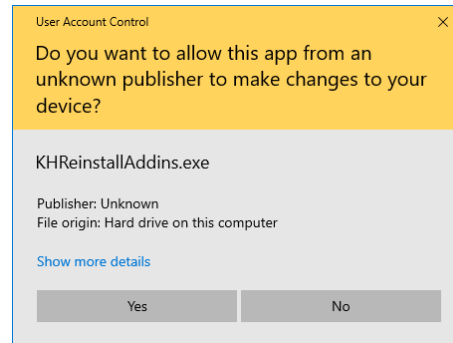 User Account Control
Do you want to allow this app from an
unknown publisher to make changes to your
device?
KHReinstallAddins.exe
Publisher: Unknown
File origin: Hard drive on this computer
Show more details
Yes No